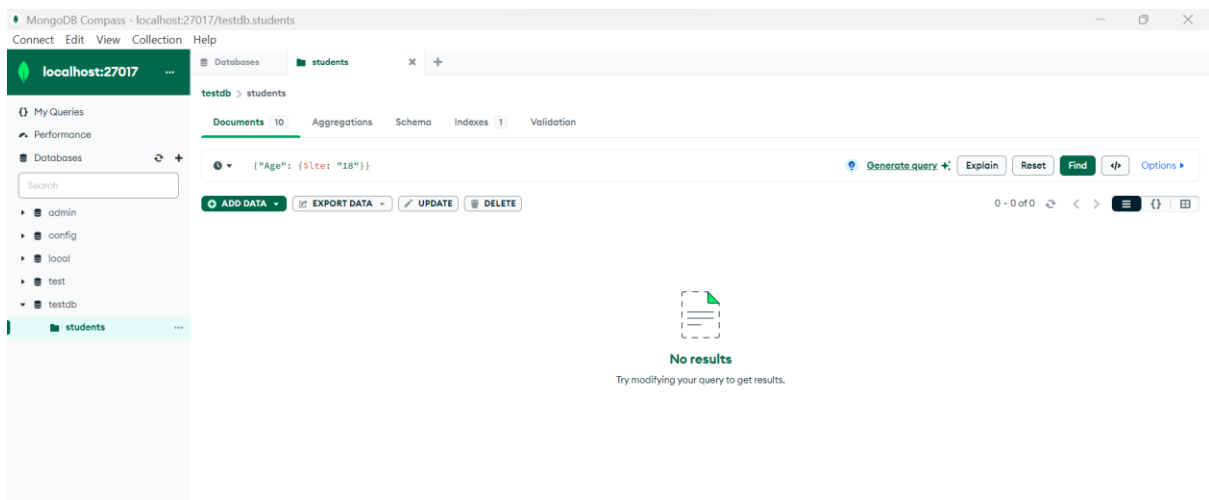 MongoDB Compass - localhost:27017/testdb.students
Connect Edit View Collection Help
localhost:27017 ...
Databases students +
testdb > students
{} My Queries
Documents 10 Aggregations Schema Indexes 1 Validation
Performance
Databases +
{"Age": {$lte: "18"}} Generate query Explain Reset Find </> Options
Search
ADD DATA EXPORT DATA UPDATE DELETE 0 – 0 of 0 < > {}
admin
config
local
test
testdb
students ...
No results
Try modifying your query to get results.